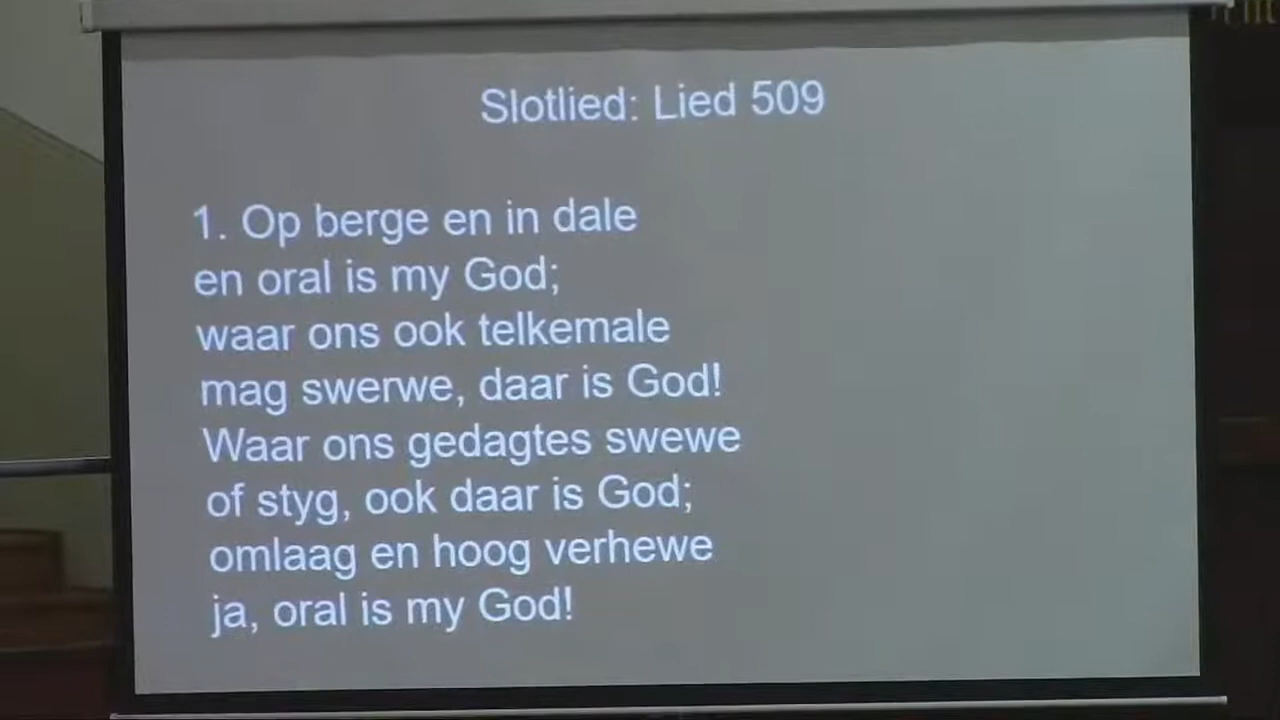 Slotlied: Lied 509
1. Op berge en in dale
en oral is my God;
waar ons ook telkemale
mag swerwe, daar is God!
Waar ons gedagtes swewe
of styg, ook daar is God;
omlaag en hoog verhewe
ja, oral is my God!